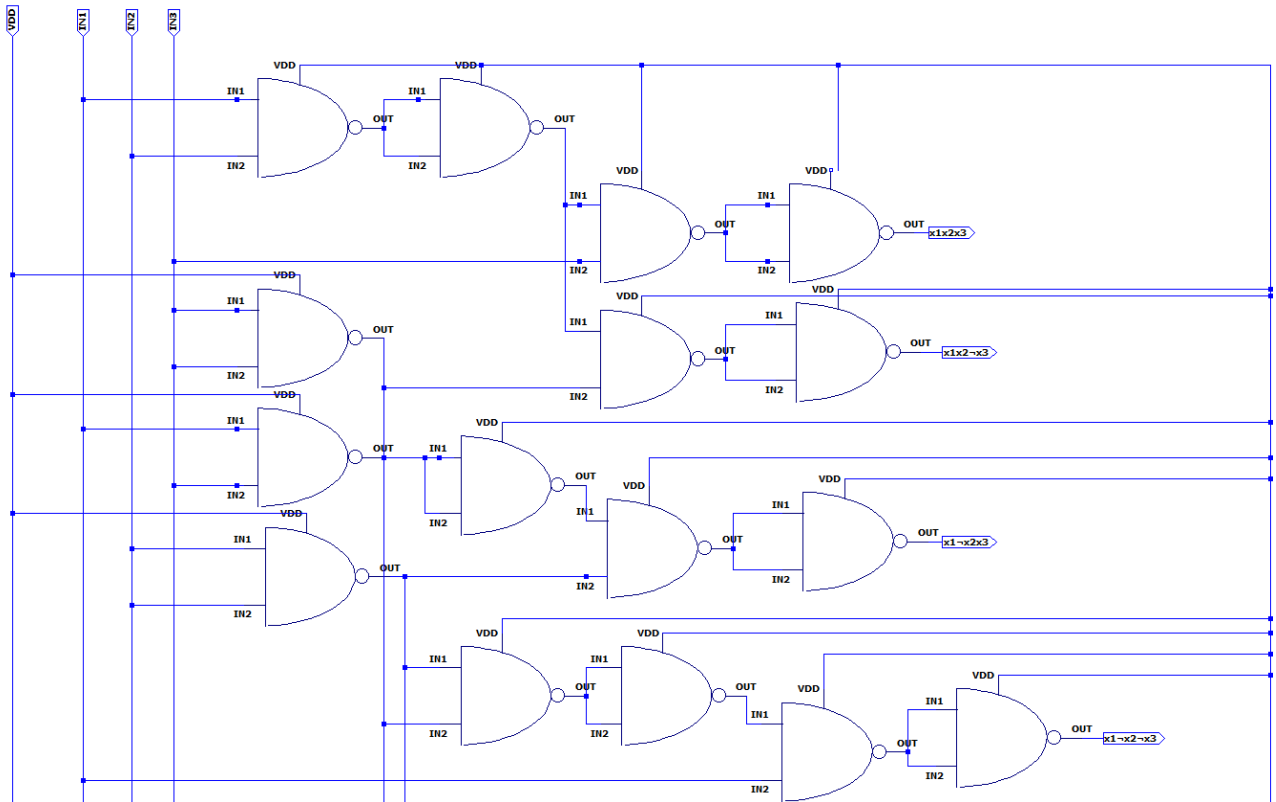 VDD
IN1
IN2
IN3
VDD
VDD
IN1
IN1
OUT
OUT
IN2
IN2
VDD
VDD
IN1
IN1
OUT
OUT
x1x2x3
IN2
IN2
VDD
VDD
VDD
IN1
IN1
IN1
OUT
OUT
OUT
x1x2¬x3
IN2
IN2
IN2
VDD
VDD
IN1
IN1
OUT
OUT
VDD
VDD
IN2
IN2
IN1
IN1
VDD
IN1
OUT
OUT
x1¬x2x3
OUT
IN2
IN2
IN2
VDD
VDD
IN1
IN1
VDD
VDD
OUT
OUT
IN1
IN1
IN2
IN2
OUT
OUT
x1¬x2¬x3
IN2
IN2